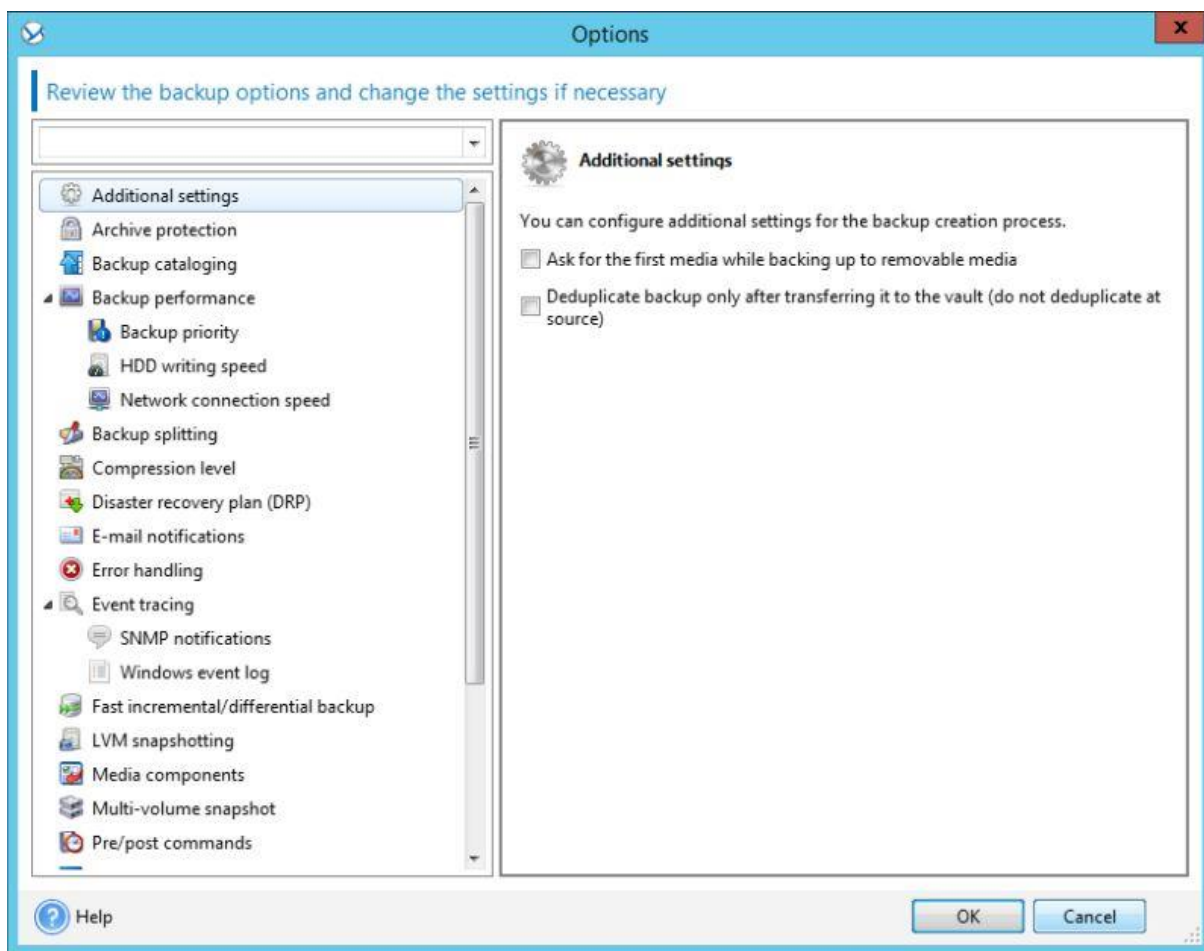 Options
x
Review the backup options and change the settings if necessary
Additional settings
Archive protection
Backup cataloging
Backup performance
Backup priority
HDD writing speed
Network connection speed
Backup splitting
Compression level
Disaster recovery plan (DRP)
E-mail notifications
Error handling
Event tracing
SNMP notifications
Windows event log
Fast incremental/differential backup
LVM snapshotting
Media components
Multi-volume snapshot
Pre/post commands
Additional settings
You can configure additional settings for the backup creation process.
Ask for the first media while backing up to removable media
Deduplicate backup only after transferring it to the vault (do not deduplicate at
source)
? Help
OK
Cancel